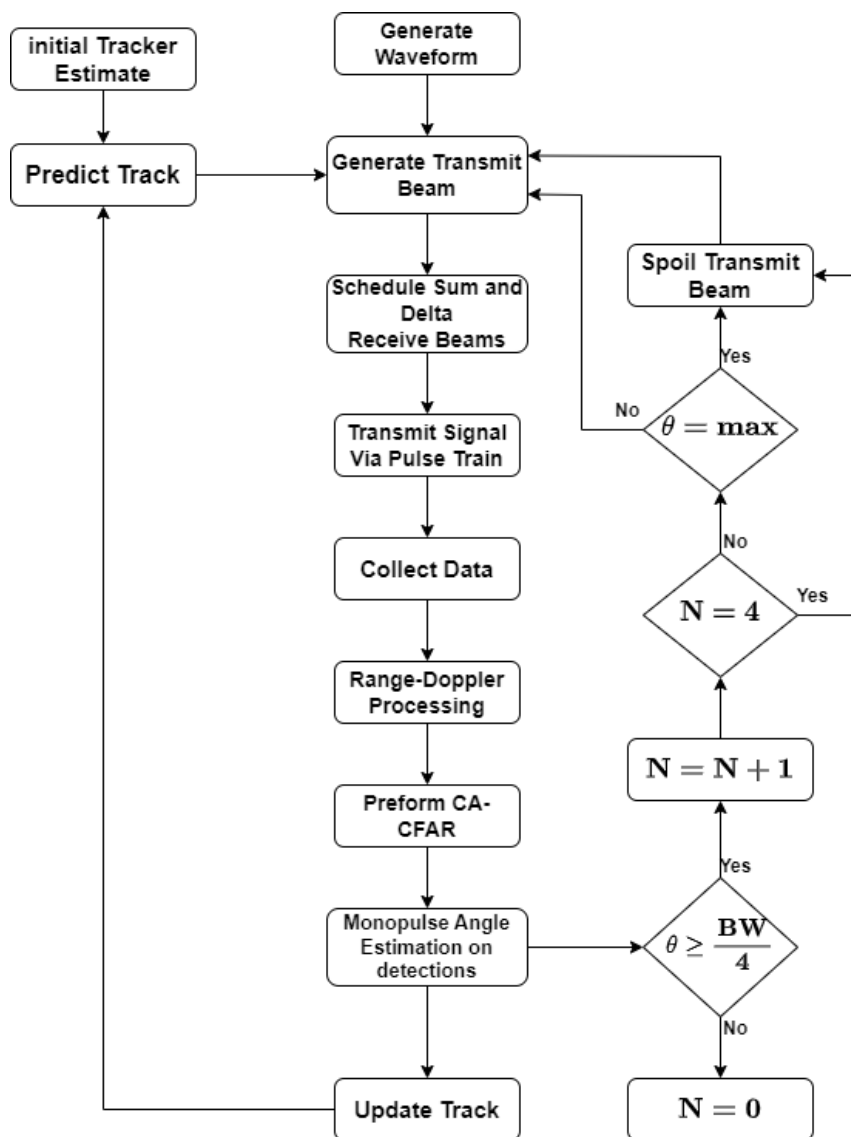 initial Tracker
Estimate
Generate
Waveform
Predict Track
Generate Transmit
Beam
Spoil Transmit
Beam
Schedule Sum and
Delta
Receive Beams
Yes
No
θ = max
Transmit Signal
Via Pulse Train
No
Collect Data
N = 4
Yes
Range-Doppler
Processing
N = N + 1
Preform CA-
CFAR
Yes
Monopulse Angle
Estimation on
detections
θ ≥ BW/4
No
Update Track
N = 0